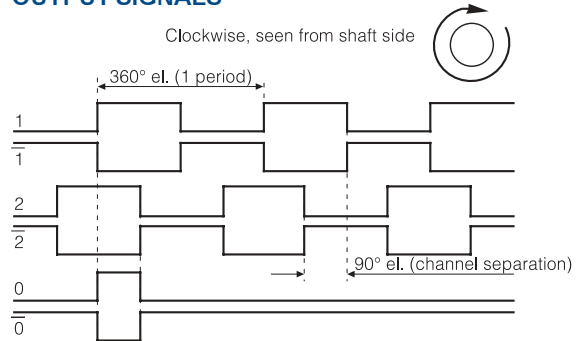 OUTPUT SIGNALS
Clockwise, seen from shaft side
360° el. (1 period)
1
1
2
2
90° el. (channel separation)
0
0